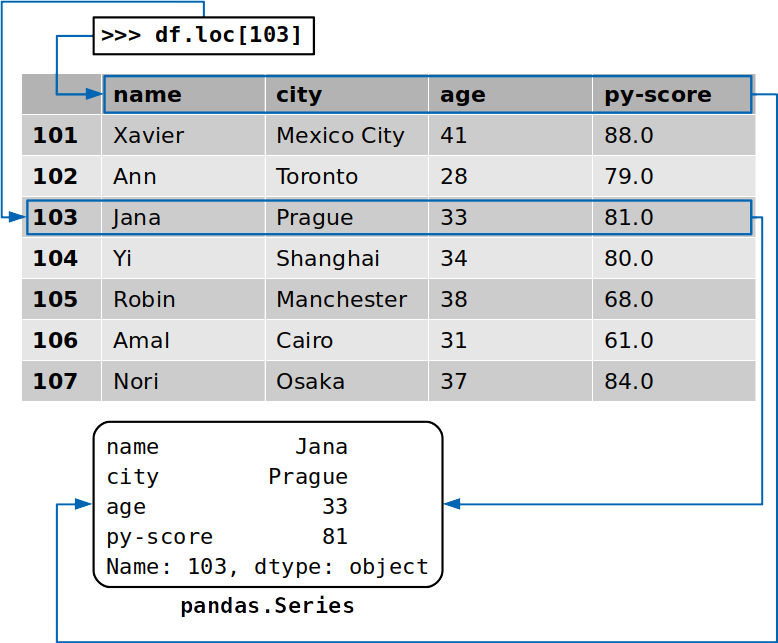 >>> df.loc[103]
name city age py-score
101 Xavier Mexico City 41 88.0
102 Ann Toronto 28 79.0
103 Jana Prague 33 81.0
104 Yi Shanghai 34 80.0
105 Robin Manchester 38 68.0
106 Amal Cairo 31 61.0
107 Nori Osaka 37 84.0
name Jana
city Prague
age 33
py-score 81
Name: 103, dtype: object
pandas.Series